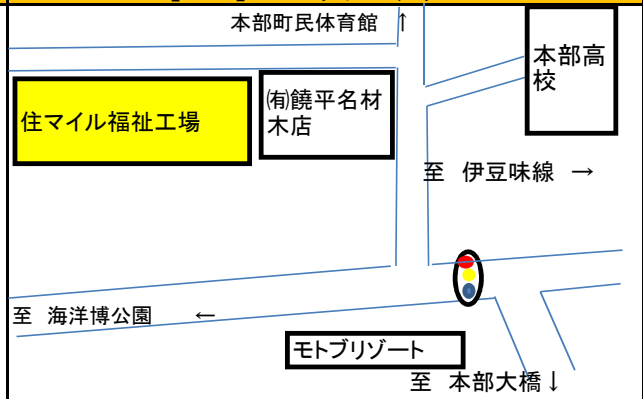 本部町民体育館 ↑
本部高
校
㈲饒平名材
木店
住マイル福祉工場
至 伊豆味線 →
至 海洋博公園 ←
モトブリゾート
至 本部大橋↓